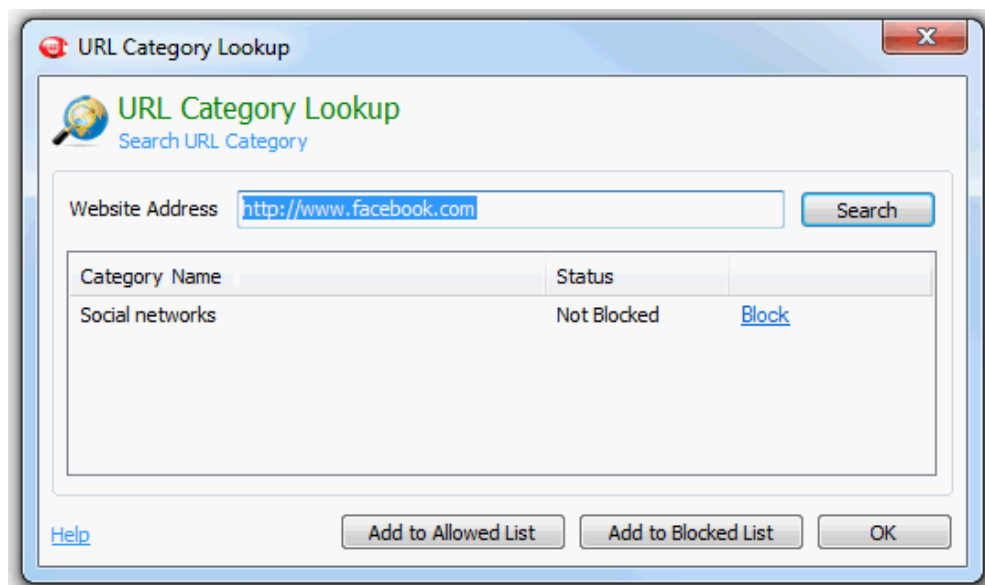 URL Category Lookup
URL Category Lookup
Search URL Category
Website Address http://www.facebook.com Search
Category Name Status
Social networks Not Blocked Block
Help Add to Allowed List Add to Blocked List OK